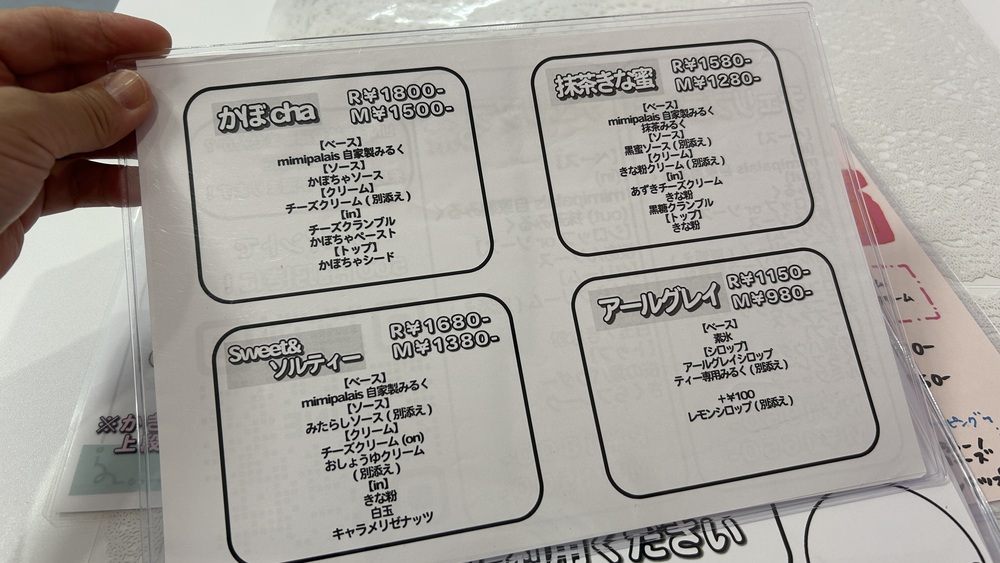 かぼcha
R¥1800-
M¥1500-
【ベース】
mimipalais 自家製みるく
【ソース】
かぼちゃソース
【クリーム】
チーズクリーム(別添え)
【in】
チーズクランブル
かぼちゃペースト
【トップ】
かぼちゃシード
抹茶きな蜜
R¥1580-
M¥1280-
【ベース】
mimipalais 自家製みるく
抹茶みるく
【ソース】
黒蜜ソース(別添え)
【クリーム】
きな粉クリーム(別添え)
【in】
あずきチーズクリーム
きな粉
黒糖クランブル
【トップ】
きな粉
Sweet&
ソルティー
R¥1680-
M¥1380-
【ベース】
mimipalais 自家製みるく
【ソース】
みたらしソース(別添え)
【クリーム】
チーズクリーム(on)
おしょうゆクリーム
(別添え)
【in】
きな粉
白玉
キャラメリゼナッツ
アールグレイ
R¥1150-
M¥980-
【ベース】
素氷
【シロップ】
アールグレイシロップ
ティー専用みるく(別添え)
+¥100
レモンシロップ(別添え)
利用ください